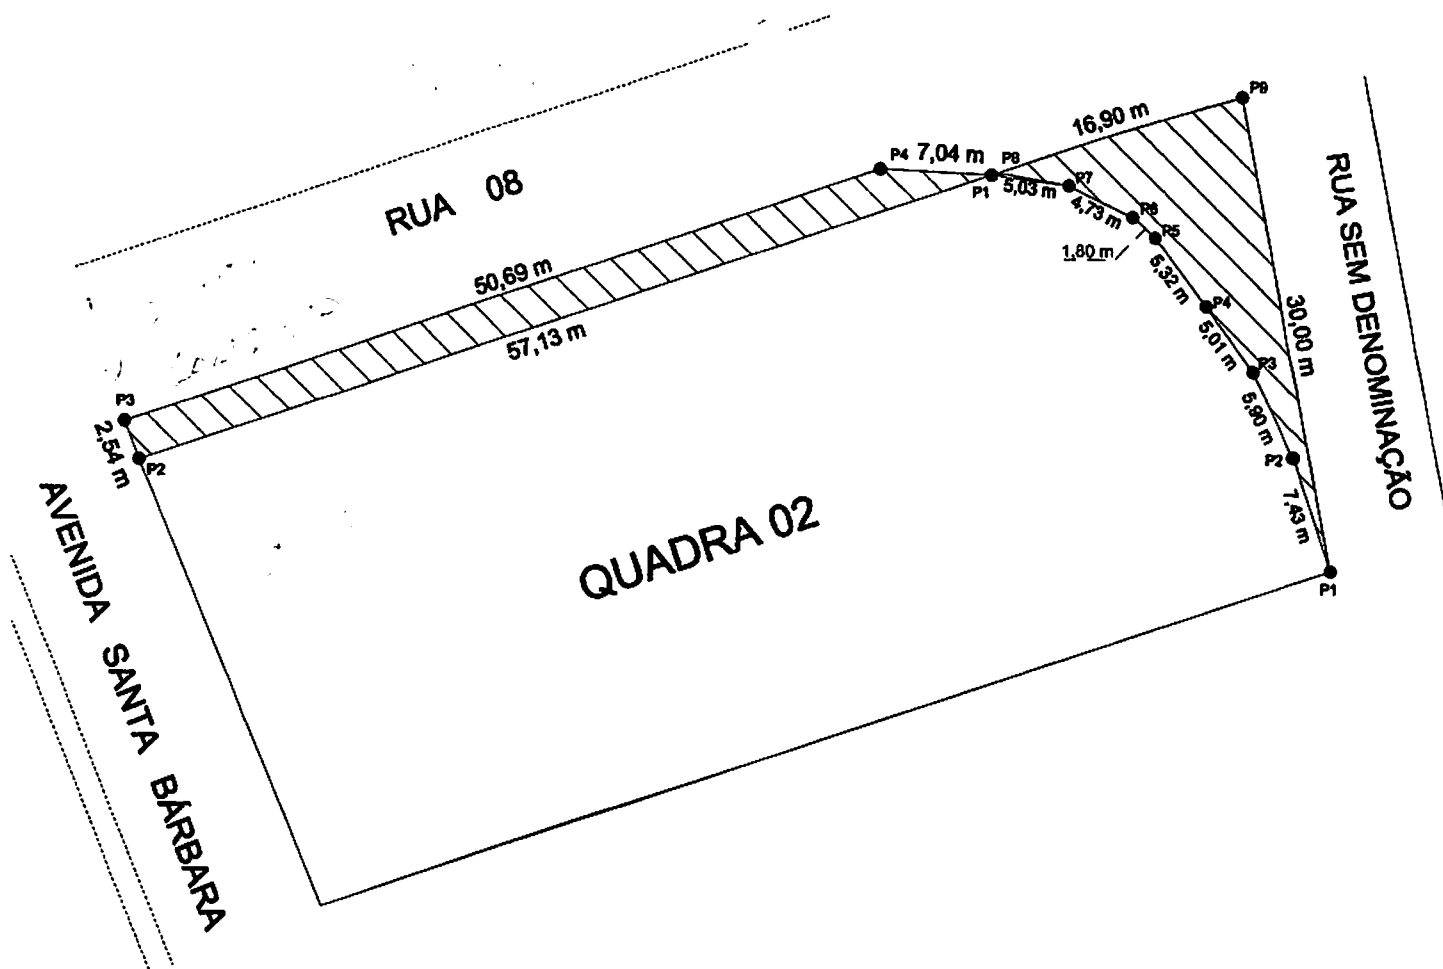 P9
16,90 m
P4 7,04 m P8
P1 5,03 m P7
4,73 m P6
P5
1,80 m
5,32 m
P4
5,01 m
P3
5,90 m
P2
7,43 m
P1
30,00 m
RUA SEM DENOMINAÇÃO
RUA 08
50,69 m
57,13 m
P3
2,54 m
P2
QUADRA 02
AVENIDA SANTA BÁRBARA